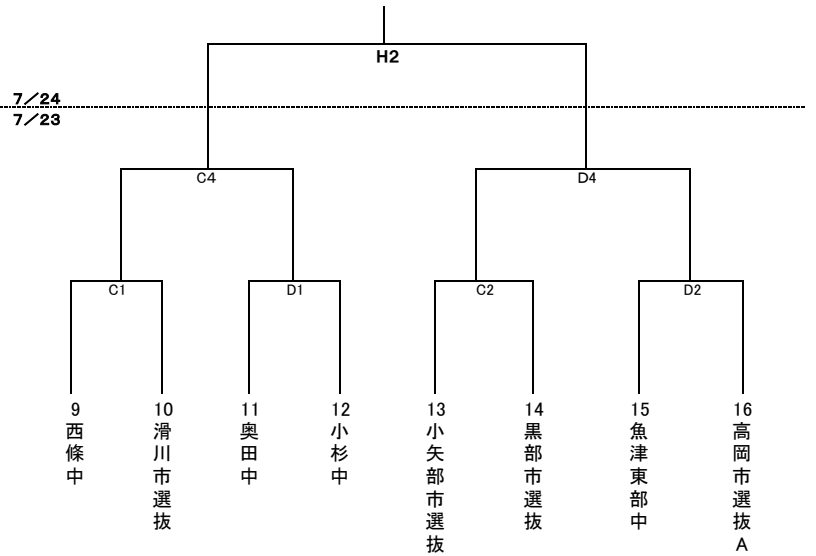 H2
7／24
7／23
C4
D4
C1
D1
C2
D2
9
西條中
10
滑川市選抜
11
奥田中
12
小杉中
13
小矢部市選抜
14
黒部市選抜
15
魚津東部中
16
高岡市選抜A